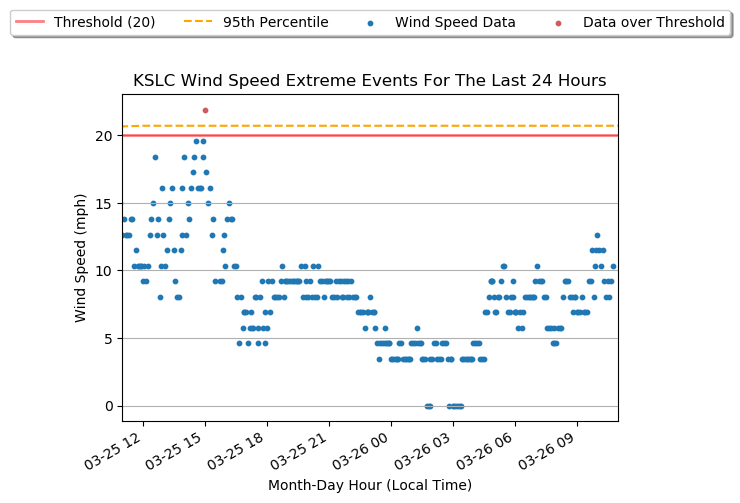 Threshold (20) 95th Percentile Wind Speed Data Data over Threshold
KSLC Wind Speed Extreme Events For The Last 24 Hours
Wind Speed (mph)
20
15
10
5
0
03-25 12 03-25 15 03-25 18 03-25 21 03-26 00 03-26 03 03-26 06 03-26 09
Month-Day Hour (Local Time)